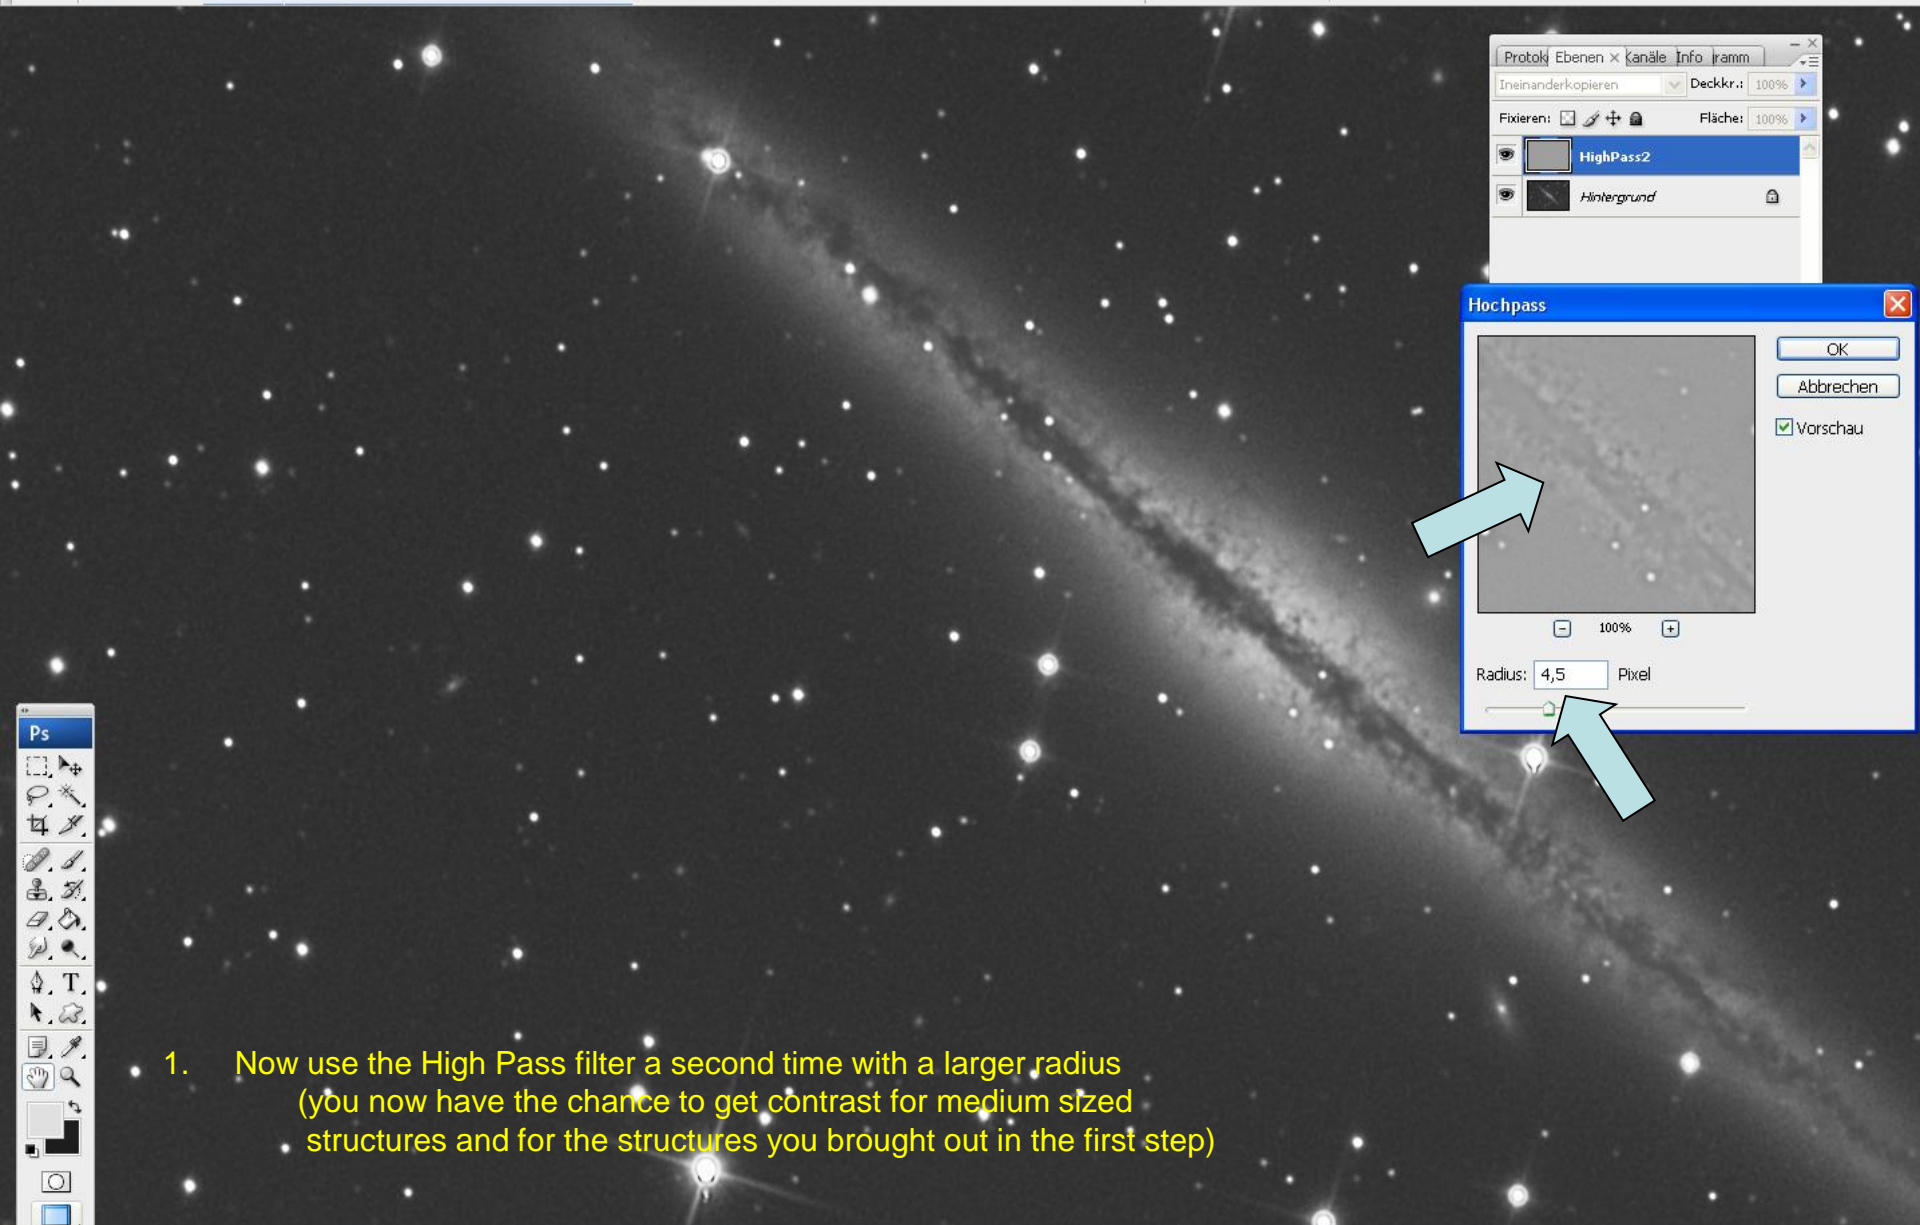 Protok Ebenen × Kanäle Info ramm
Ineinanderkopieren Deckkr.: 100%
Fixieren: Fläche: 100%
HighPass2
Hintergrund
Hochpass
OK
Abbrechen
Vorschau
100%
Radius: 4,5 Pixel
Ps
1. Now use the High Pass filter a second time with a larger radius
(you now have the chance to get contrast for medium sized
structures and for the structures you brought out in the first step)